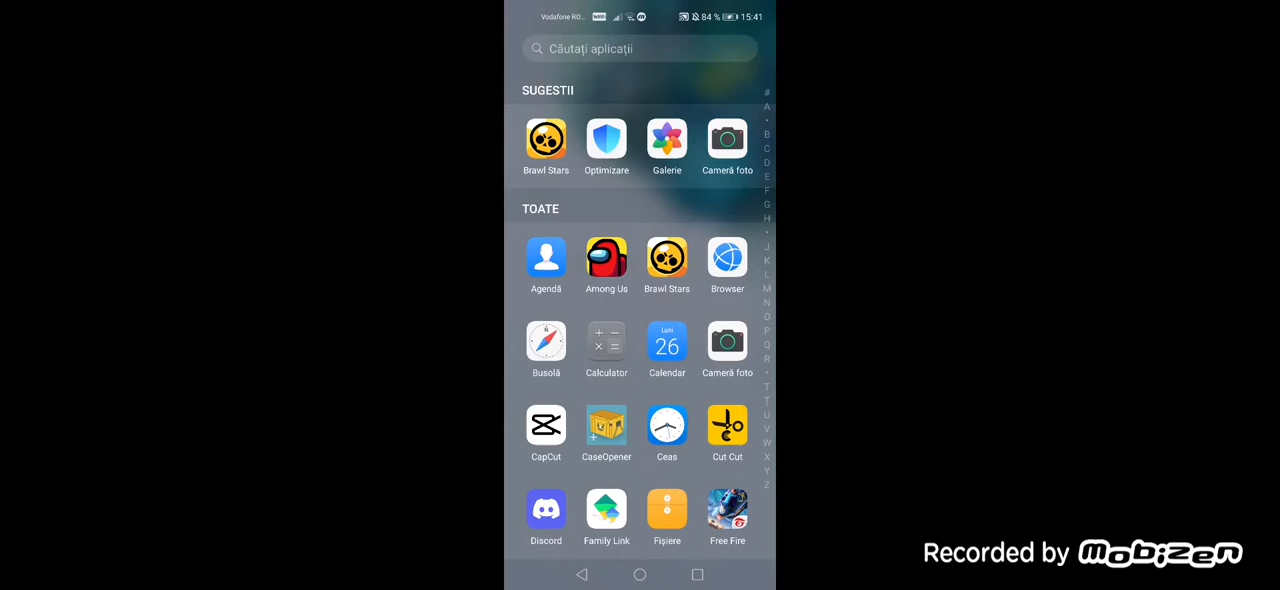 Vodafone RO... 84 % 15:41
Căutați aplicații
SUGESTII
Brawl Stars Optimizare Galerie Cameră foto
TOATE
Agendă Among Us Brawl Stars Browser
Luni
26
Busolă Calculator Calendar Cameră foto
CapCut CaseOpener Ceas Cut Cut
Discord Family Link Fișiere Free Fire
#
A
B
C
D
E
F
G
H
J
K
L
M
N
O
P
Q
R
T
Ț
U
V
W
X
Y
Z
Recorded by mobizen